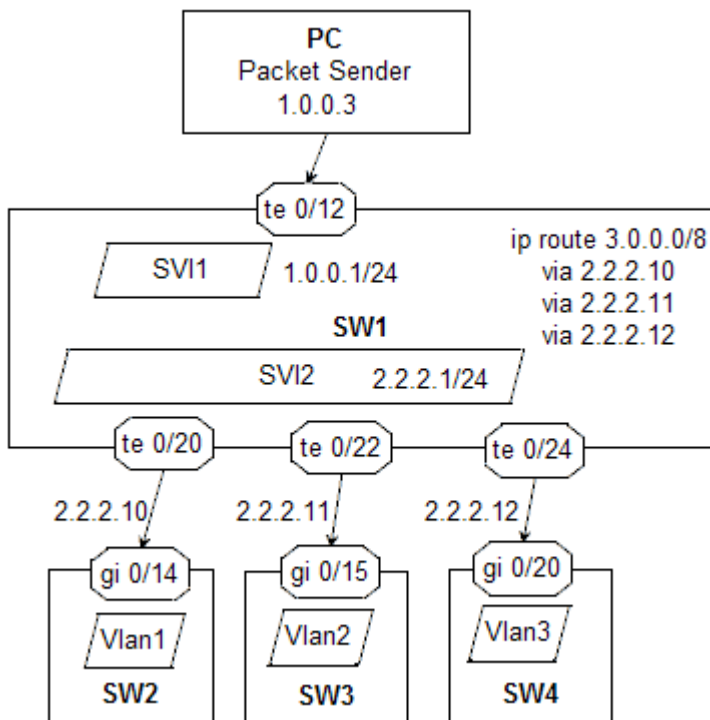 PC
Packet Sender
1.0.0.3
te 0/12
SVI1
1.0.0.1/24
ip route 3.0.0.0/8
via 2.2.2.10
via 2.2.2.11
via 2.2.2.12
SW1
SVI2
2.2.2.1/24
te 0/20
te 0/22
te 0/24
2.2.2.10
2.2.2.11
2.2.2.12
gi 0/14
gi 0/15
gi 0/20
Vlan1
Vlan2
Vlan3
SW2
SW3
SW4